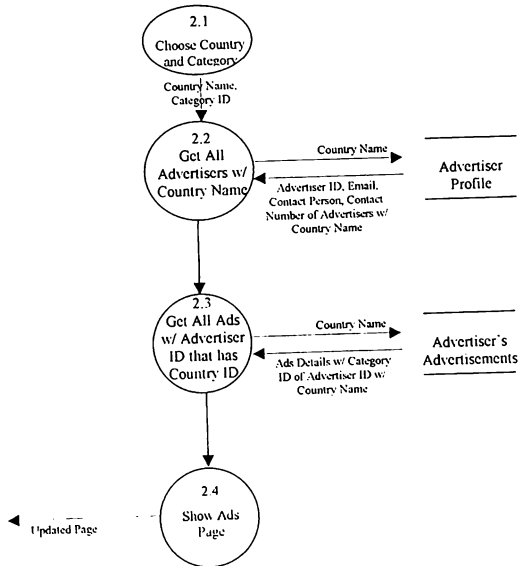 2.1
Choose Country
and Category
Country Name,
Category ID
2.2
Get All
Advertisers w/
Country Name
Country Name
Advertiser ID, Email,
Contact Person, Contact
Number of Advertisers w/
Country Name
Advertiser
Profile
2.3
Get All Ads
w/ Advertiser
ID that has
Country ID
Country Name
Ads Details w/ Category
ID of Advertiser ID w/
Country Name
Advertiser's
Advertisements
2.4
Show Ads
Page
Updated Page